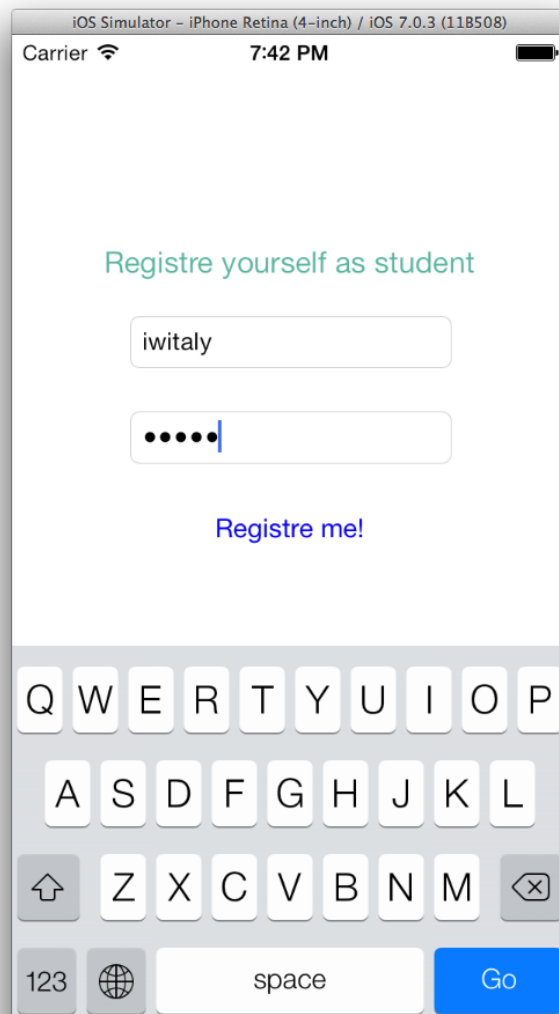 iOS Simulator – iPhone Retina (4-inch) / iOS 7.0.3 (11B508)
Carrier 7:42 PM
Registre yourself as student
iwitaly
•••••
Registre me!
Q W E R T Y U I O P
A S D F G H J K L
Z X C V B N M
123 space Go